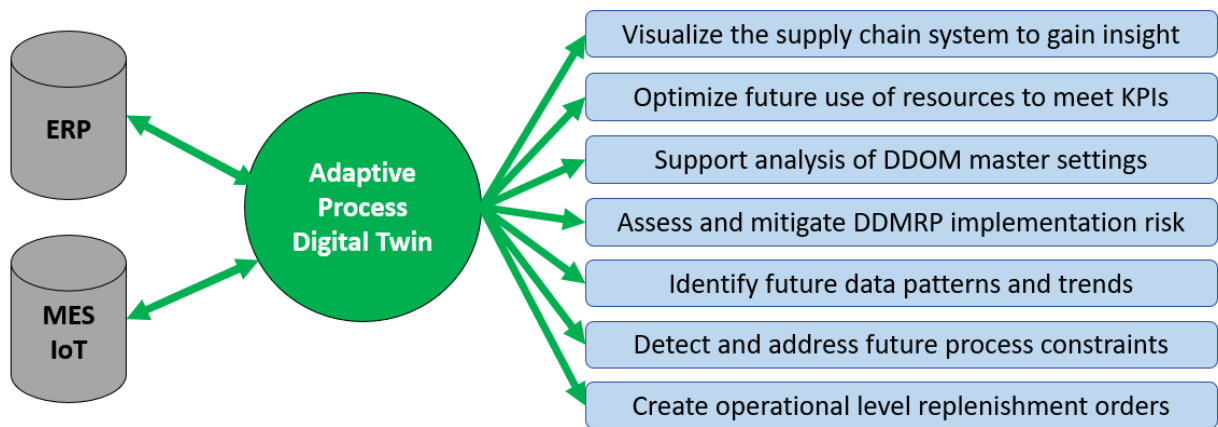 ERP
MES
IoT
Adaptive
Process
Digital Twin
Visualize the supply chain system to gain insight
Optimize future use of resources to meet KPIs
Support analysis of DDOM master settings
Assess and mitigate DDMRP implementation risk
Identify future data patterns and trends
Detect and address future process constraints
Create operational level replenishment orders